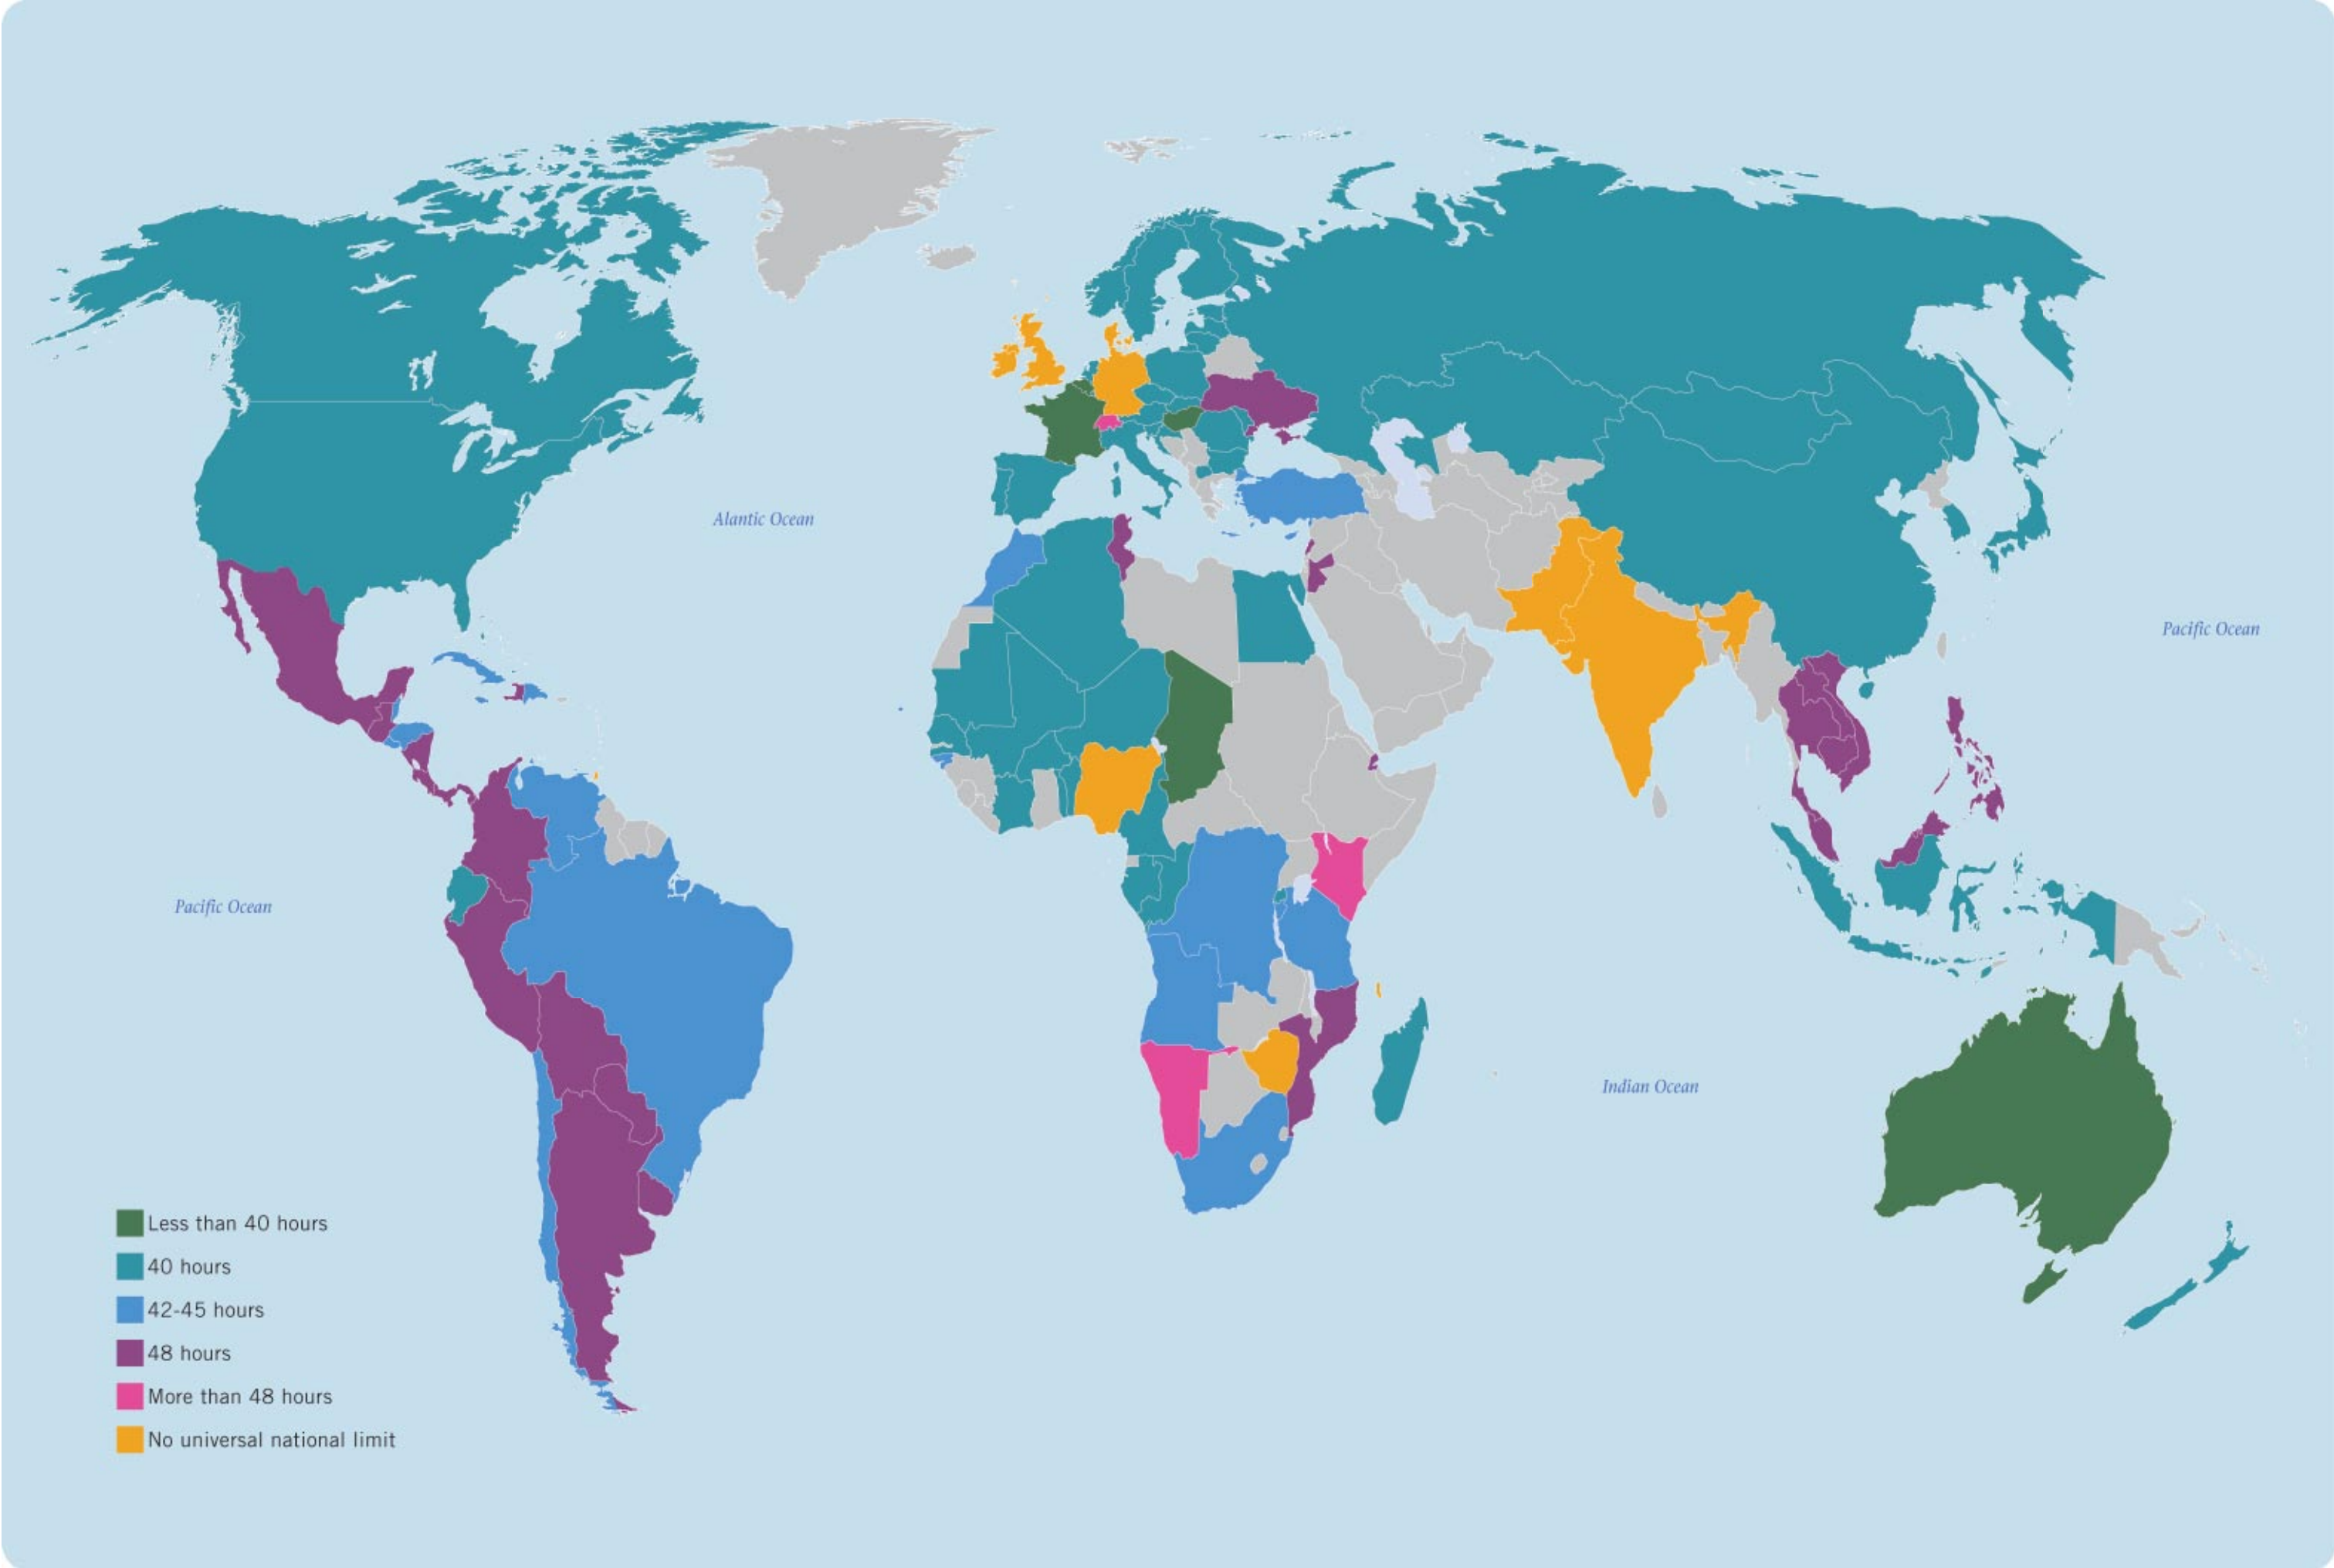 Alantic Ocean
Pacific Ocean
Pacific Ocean
Indian Ocean
Less than 40 hours
40 hours
42-45 hours
48 hours
More than 48 hours
No universal national limit